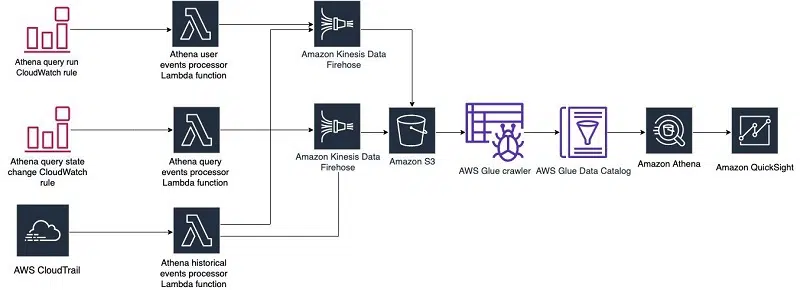 Athena query run
CloudWatch rule
Athena user
events processor
Lambda function
Amazon Kinesis Data
Firehose
Athena query state
change CloudWatch
rule
Athena query
events processor
Lambda function
Amazon Kinesis Data
Firehose
Amazon S3
AWS Glue crawler
AWS Glue Data Catalog
Amazon Athena
Amazon QuickSight
AWS CloudTrail
Athena historical
events processor
Lambda function